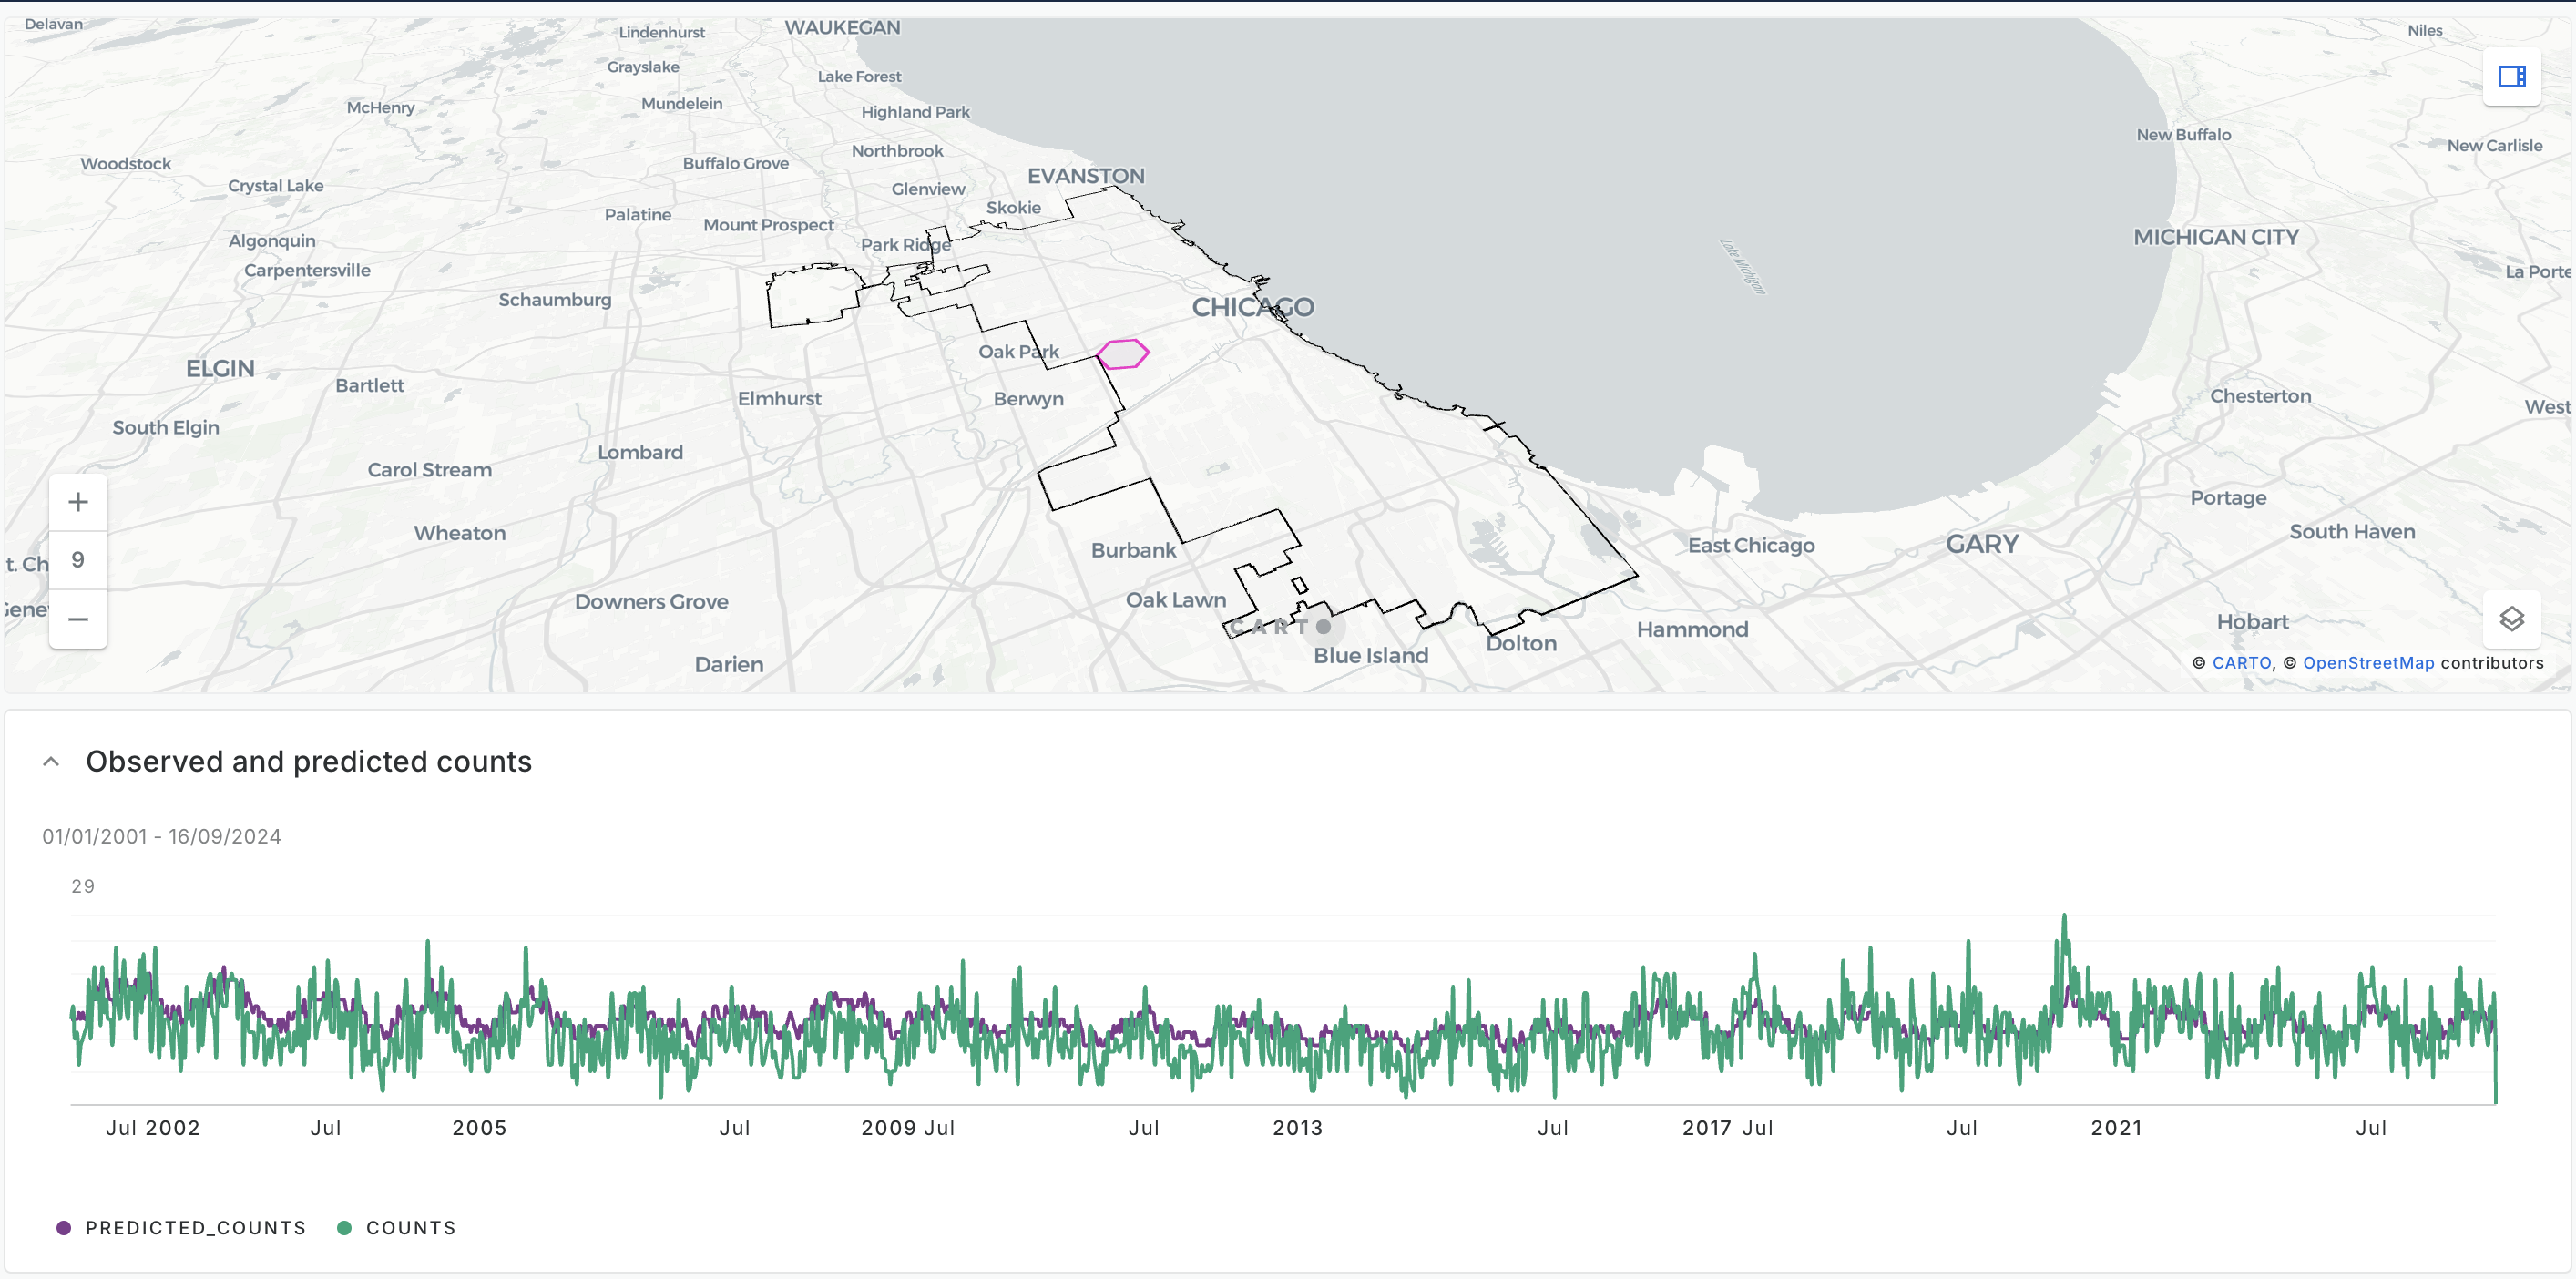 Delavan
Lindenhurst
WAUKEGAN
Niles
Grayslake
Lake Forest
McHenry
Mundelein
Highland Park
New Buffalo
Woodstock
Buffalo Grove
Northbrook
New Carlisle
Crystal Lake
Glenview
EVANSTON
Palatine
Mount Prospect
Skokie
Algonquin
Park Ridge
MICHIGAN CITY
Carpentersville
Lake Michigan
La Porte
Schaumburg
CHICAGO
ELGIN
Oak Park
Bartlett
Elmhurst
Berwyn
Chesterton
West
South Elgin
Lombard
Carol Stream
Portage
Wheaton
South Haven
Burbank
East Chicago
GARY
t. Ch
Gene
Downers Grove
Oak Lawn
Hobart
CARTO
Hammond
Dolton
Blue Island
Darien
+
9
−
© CARTO, © OpenStreetMap contributors
Observed and predicted counts
01/01/2001 - 16/09/2024
29
Jul 2002 Jul 2005 Jul 2009 Jul Jul 2013 Jul 2017 Jul Jul 2021 Jul
PREDICTED_COUNTS COUNTS